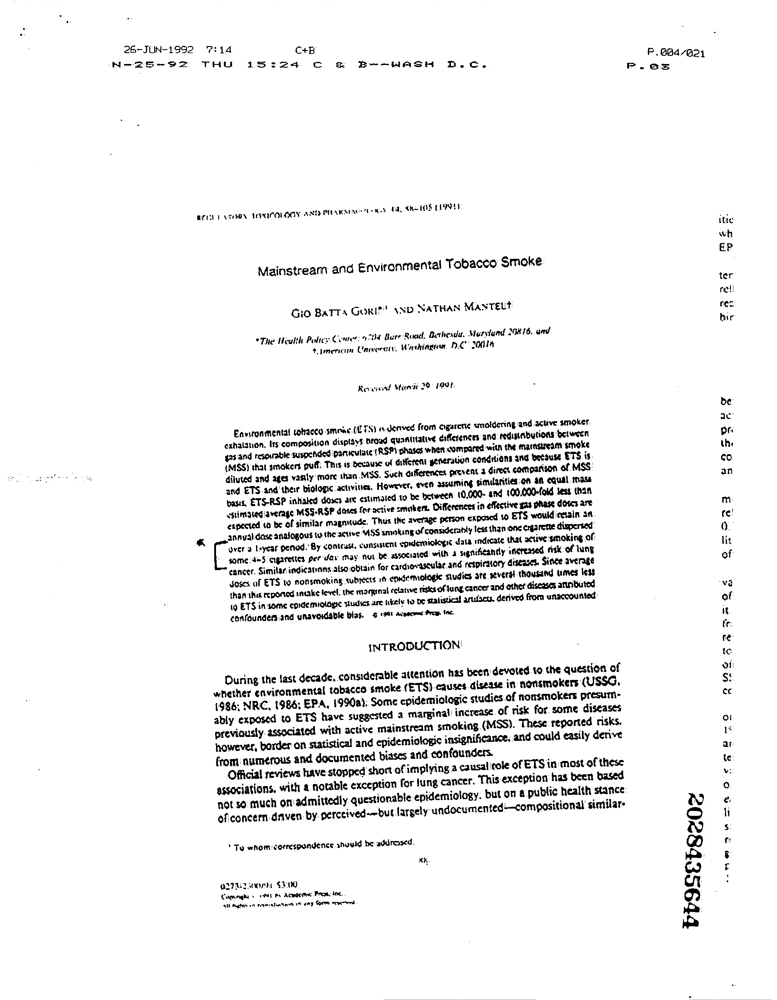 26-JUN-1992 7:14 C+B P.004/021
N-25-92 THU 15:24 C & B--WASH D.C. P.03
REGULATORY TOXICOLOGY AND PHARMACOLOGY 14, 88-105 (1991)
Mainstream and Environmental Tobacco Smoke
GIO BATTA GORI*,1 AND NATHAN MANTEL†
*The Health Policy Center, 6704 Barr Road, Bethesda, Maryland 20816, and
†American University, Washington, D.C. 20016
Received March 29, 1991
Environmental tobacco smoke (ETS) is derived from cigarette smoldering and active smoker
exhalation. Its composition displays broad quantitative differences and redistributions between
gas and respirable suspended particulate (RSP) phases when compared with the mainstream smoke
(MSS) that smokers puff. This is because of different generation conditions and because ETS is
diluted and ages vastly more than MSS. Such differences prevent a direct comparison of MSS
and ETS and their biologic activities. However, even assuming similarities on an equal mass
basis, ETS-RSP inhaled doses are estimated to be between 10,000- and 100,000-fold less than
estimated average MSS-RSP doses for active smokers. Differences in effective gas phase doses are
expected to be of similar magnitude. Thus the average person exposed to ETS would retain an
annual dose analogous to the active MSS smoking of considerably less than one cigarette dispersed
over a 1-year period. By contrast, consistent epidemiologic data indicate that active smoking of
some 4-5 cigarettes per day may not be associated with a significantly increased risk of lung
cancer. Similar indications also obtain for cardiovascular and respiratory diseases. Since average
doses of ETS to nonsmoking subjects in epidemiologic studies are several thousand times less
than this reported intake level, the marginal relative risks of lung cancer and other diseases attributed
to ETS in some epidemiologic studies are likely to be statistical artifacts, derived from unaccounted
confounders and unavoidable bias. © 1991 Academic Press, Inc.
INTRODUCTION
During the last decade, considerable attention has been devoted to the question of
whether environmental tobacco smoke (ETS) causes disease in nonsmokers (USSG,
1986; NRC, 1986; EPA, 1990a). Some epidemiologic studies of nonsmokers presum-
ably exposed to ETS have suggested a marginal increase of risk for some diseases
previously associated with active mainstream smoking (MSS). These reported risks,
however, border on statistical and epidemiologic insignificance, and could easily derive
from numerous and documented biases and confounders.
Official reviews have stopped short of implying a causal role of ETS in most of these
associations, with a notable exception for lung cancer. This exception has been based
not so much on admittedly questionable epidemiology, but on a public health stance
of concern driven by perceived—but largely undocumented—compositional similar-
1 To whom correspondence should be addressed.
88
0273-2300/91 $3.00
Copyright © 1991 by Academic Press, Inc.
All rights of reproduction in any form reserved.
2028435644
itic
wh
EP
ter
rel
res
bir
be
ac
pr
th
co
an
m
re
0.
lit
of
va
of
it
fr
re
to
of
S
cc